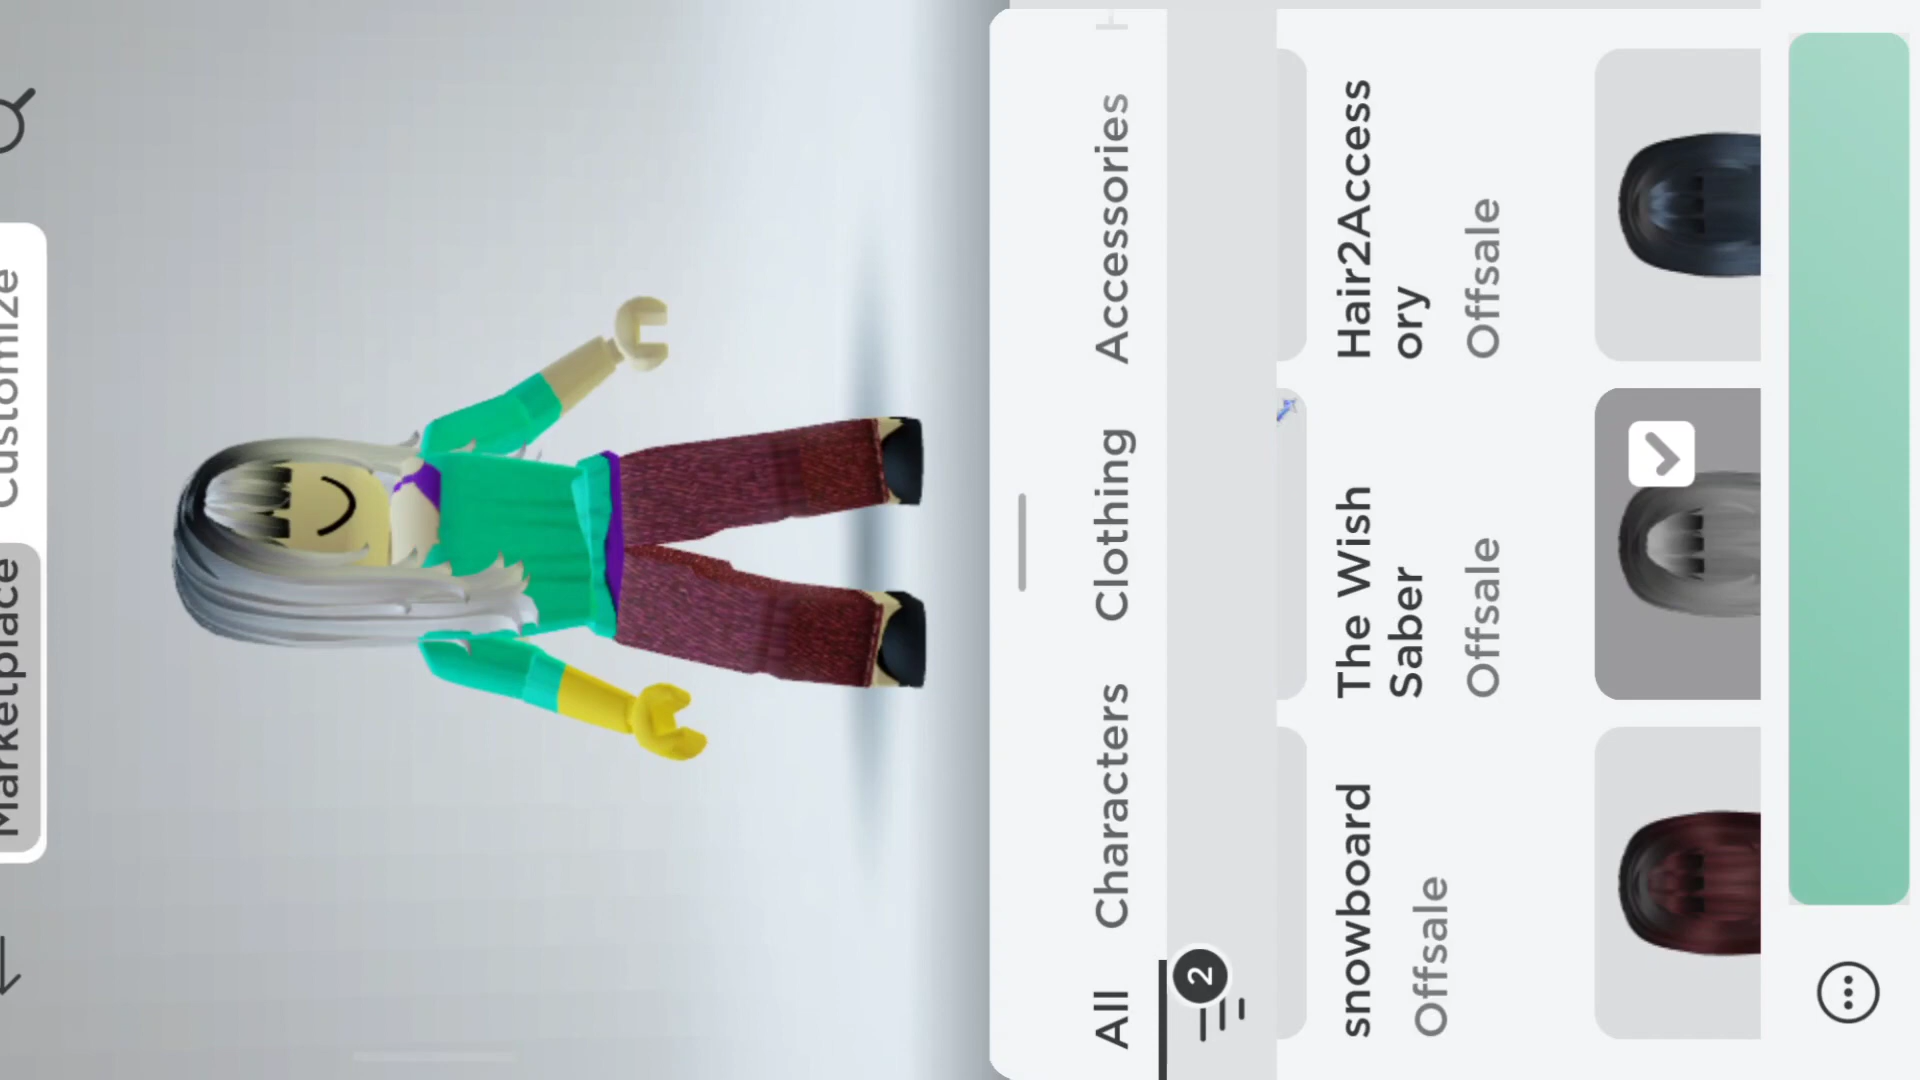 Marketplace
Customize
All
Characters
Clothing
Accessories
2
snowboard
Offsale
The Wish
Saber
Offsale
Hair2Access
ory
Offsale